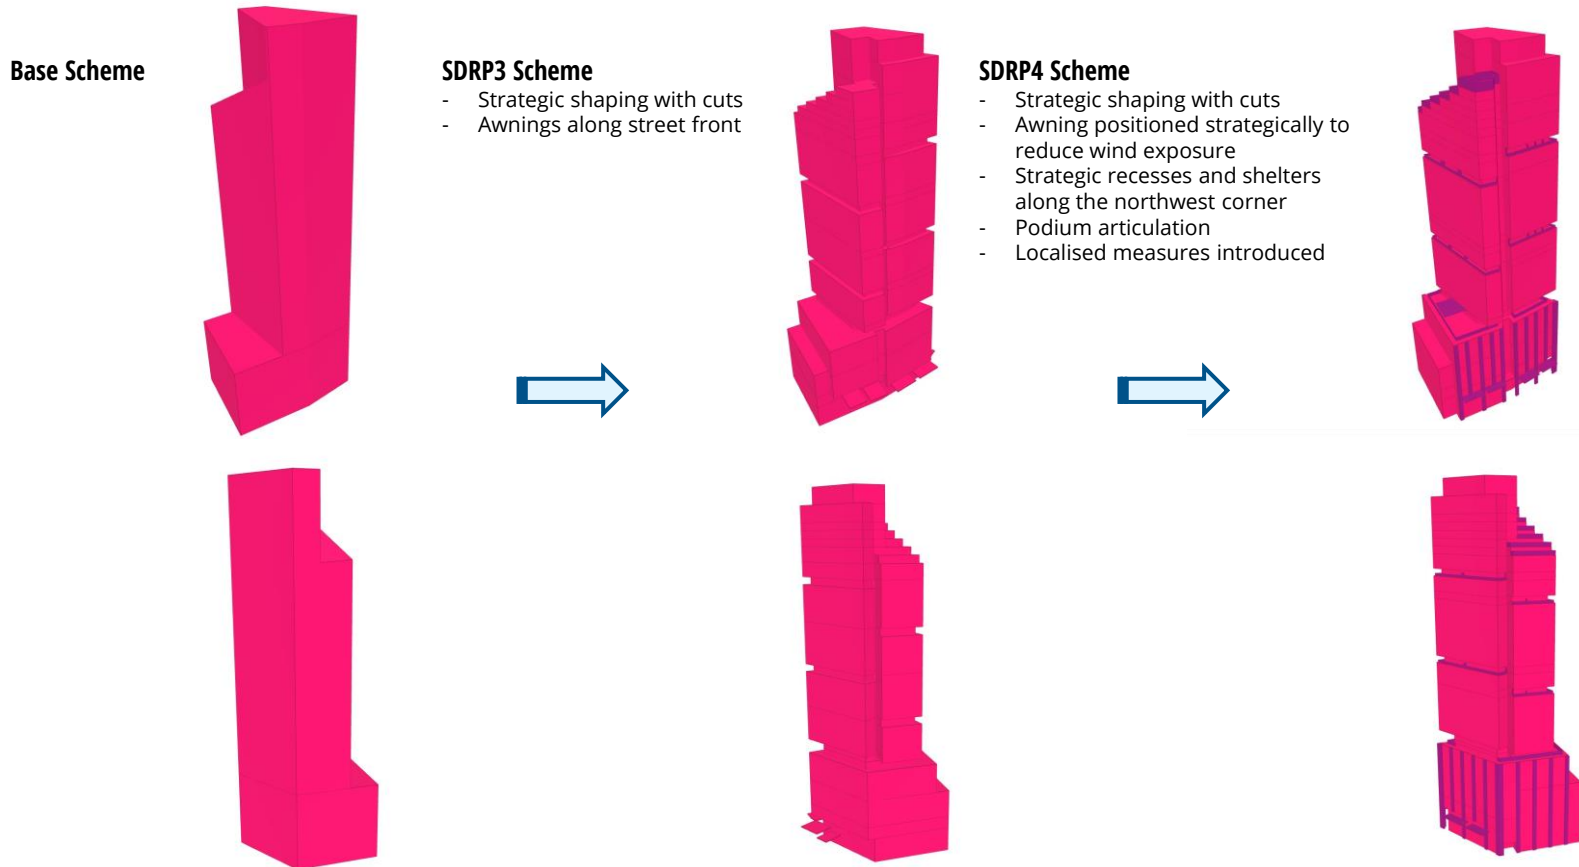 Base Scheme
SDRP3 Scheme
- Strategic shaping with cuts
- Awnings along street front
SDRP4 Scheme
- Strategic shaping with cuts
- Awning positioned strategically to
reduce wind exposure
- Strategic recesses and shelters
along the northwest corner
- Podium articulation
- Localised measures introduced